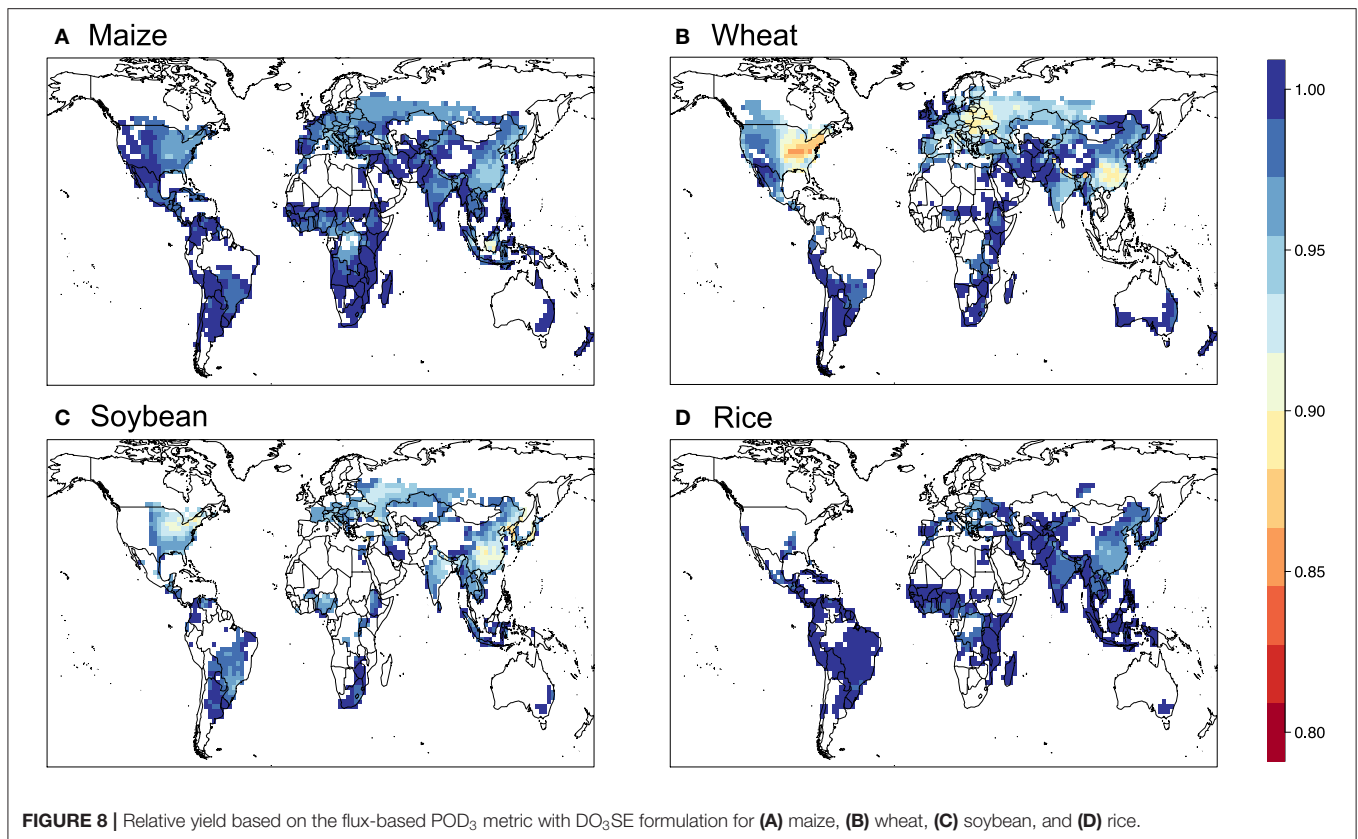 A Maize
B Wheat
C Soybean
D Rice
1.00
0.95
0.90
0.85
0.80
FIGURE 8 | Relative yield based on the flux-based POD₃ metric with DO₃SE formulation for (A) maize, (B) wheat, (C) soybean, and (D) rice.